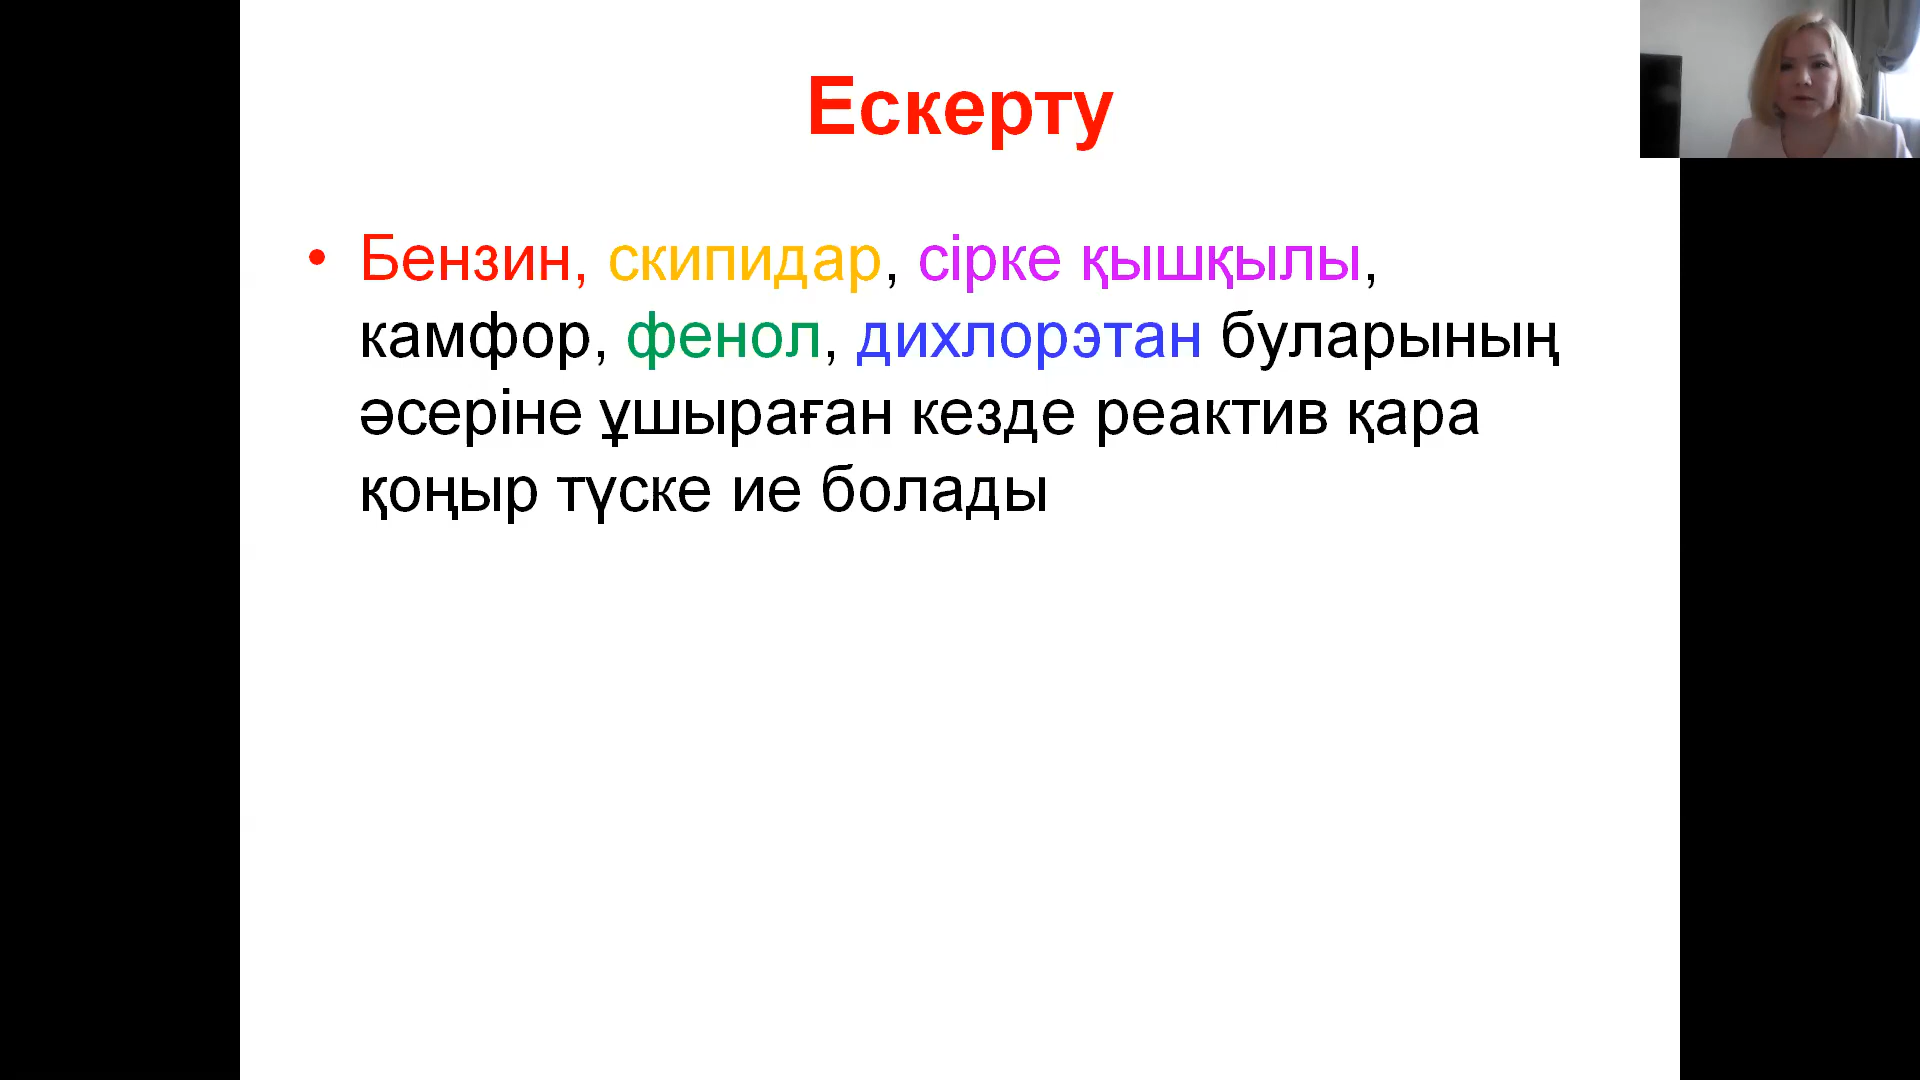 Ескерту
• Бензин, скипидар, сірке қышқылы,
камфор, фенол, дихлорэтан буларының
әсеріне ұшыраған кезде реактив қара
қоңыр түске ие болады